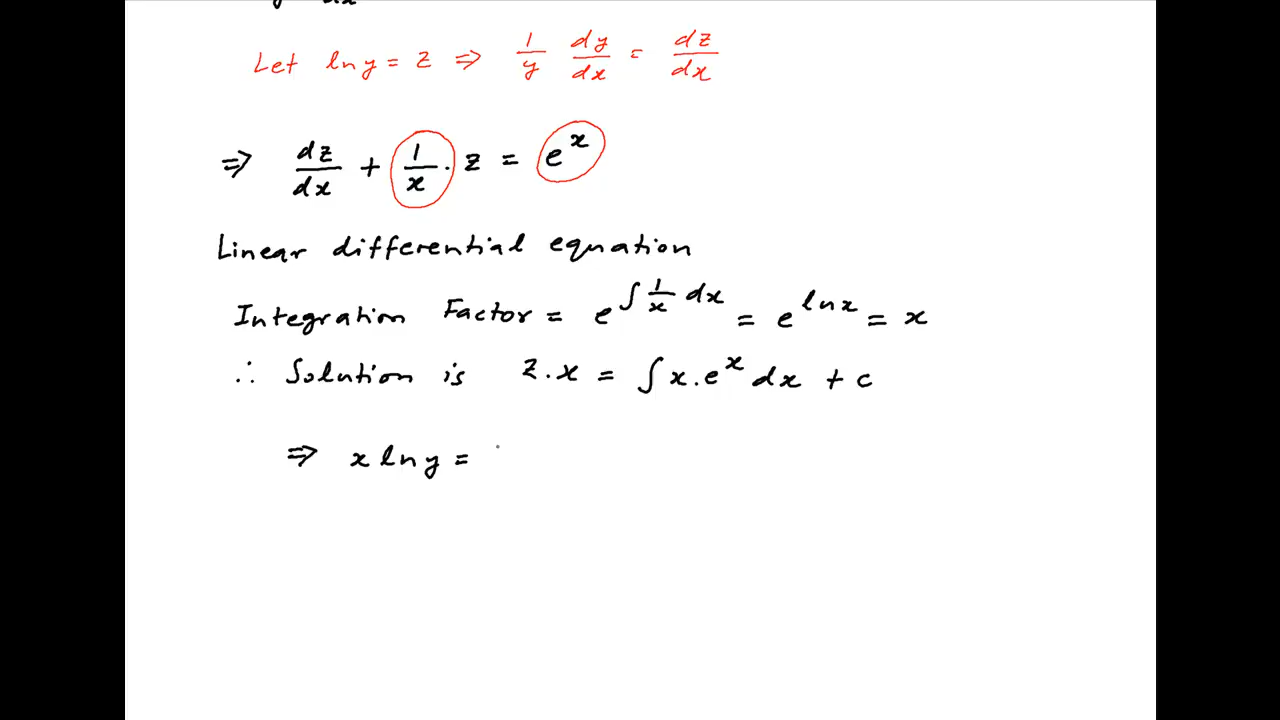 Let ln y = z ⇒ 1/y dy/dx = dz/dx
⇒ dz/dx + 1/x · z = e^x
Linear differential equation
Integration Factor = e^∫ 1/x dx = e^ln x = x
∴ Solution is z · x = ∫ x . e^x dx + c
⇒ x ln y =